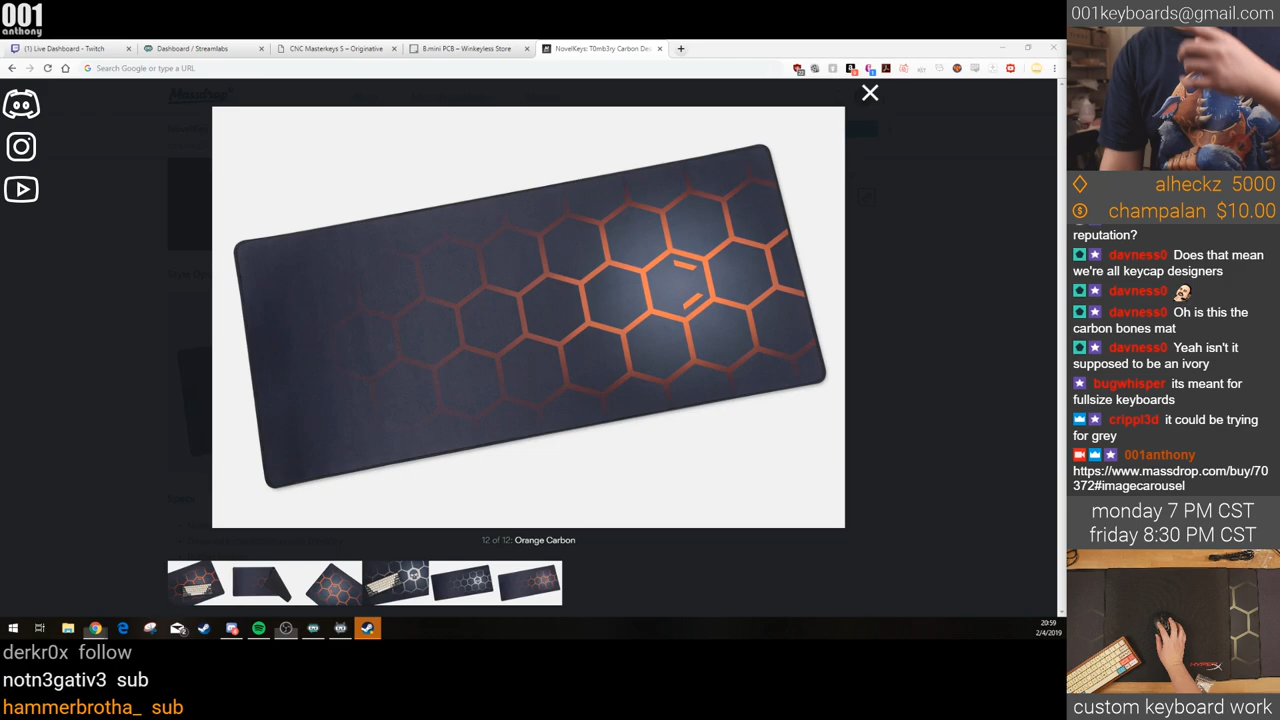 001
anthony
(1) Live Dashboard - Twitch
Dashboard / Streamlabs
CNC Masterkeys S – Originative
B.mini PCB – Winkeyless Store
NovelKeys: T0mb3ry Carbon De
Search Google or type a URL
Massdrop
12 of 12: Orange Carbon
20:59
2/4/2019
derkr0x follow
notn3gativ3 sub
hammerbrotha_ sub
001keyboards@gmail.com
alheckz 5000
champalan $10.00
reputation?
davness0 Does that mean
we're all keycap designers
davness0
davness0 Oh is this the
carbon bones mat
davness0 Yeah isn't it
supposed to be an ivory
bugwhisper its meant for
fullsize keyboards
crippl3d it could be trying
for grey
001anthony
https://www.massdrop.com/buy/70
372#imagecarousel
monday 7 PM CST
friday 8:30 PM CST
HYPERX
custom keyboard work